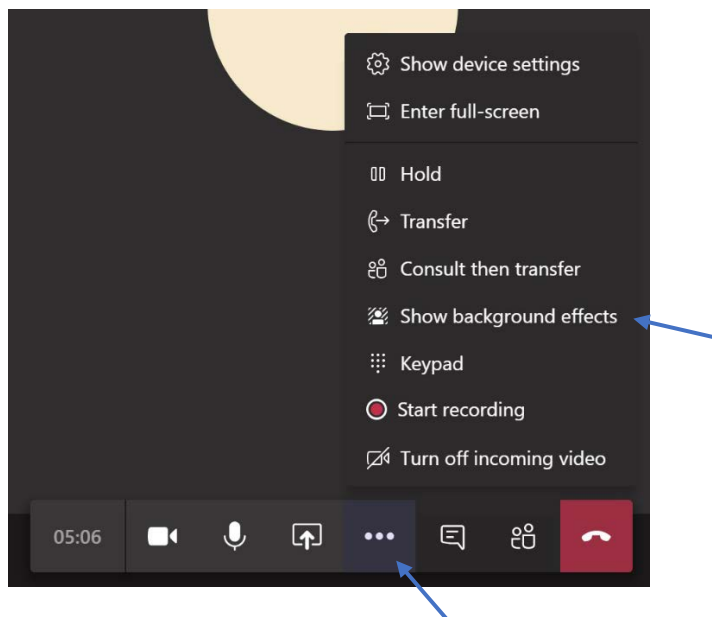 Show device settings
Enter full-screen
Hold
Transfer
Consult then transfer
Show background effects
Keypad
Start recording
Turn off incoming video
05:06